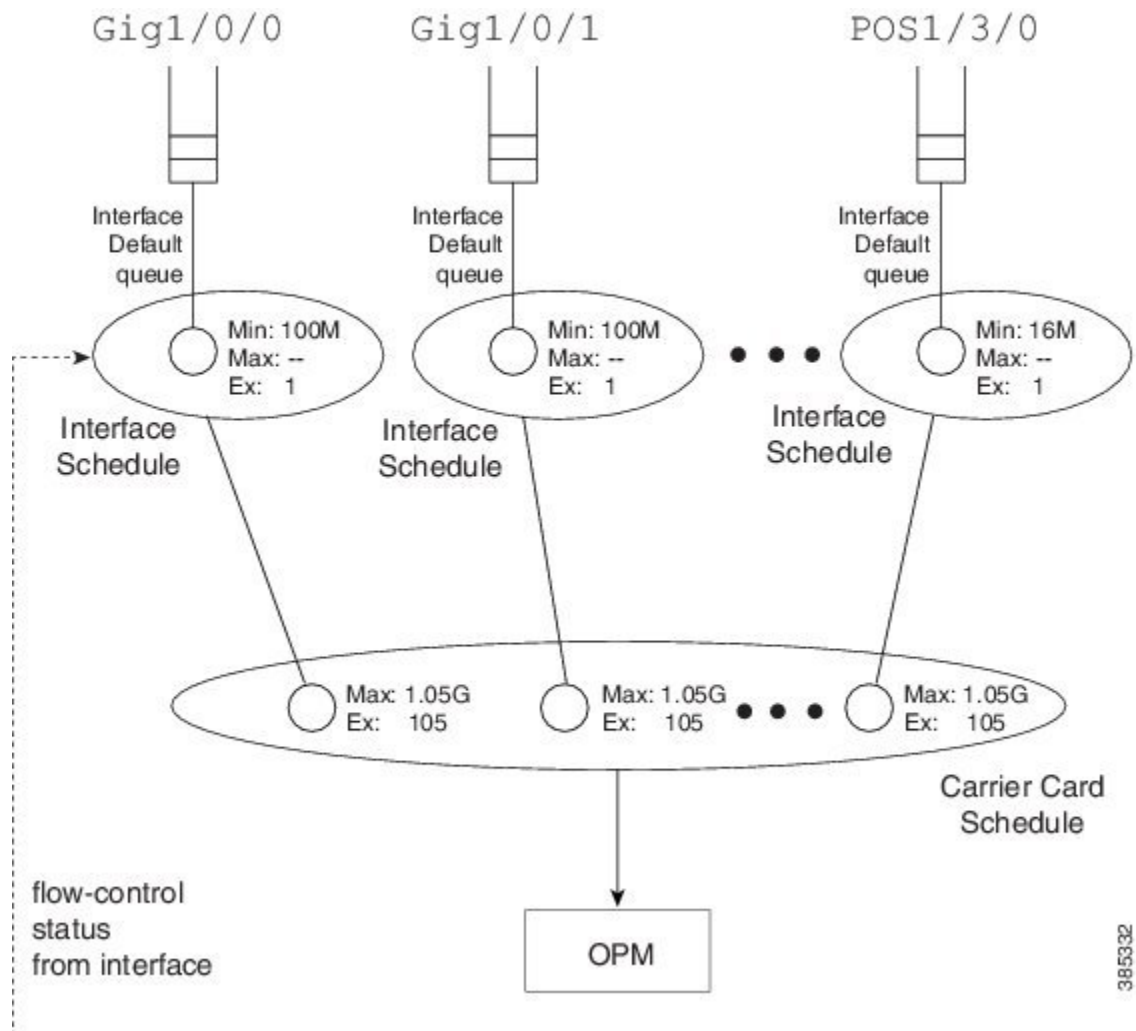 Gig1/0/0
Gig1/0/1
POS1/3/0
Interface
Default
queue
Interface
Default
queue
Interface
Default
queue
Min: 100M
Max: --
Ex: 1
Min: 100M
Max: --
Ex: 1
Min: 16M
Max: --
Ex: 1
Interface
Schedule
Interface
Schedule
Interface
Schedule
Max: 1.05G
Ex: 105
Max: 1.05G
Ex: 105
Max: 1.05G
Ex: 105
Carrier Card
Schedule
flow-control
status
from interface
OPM
385332